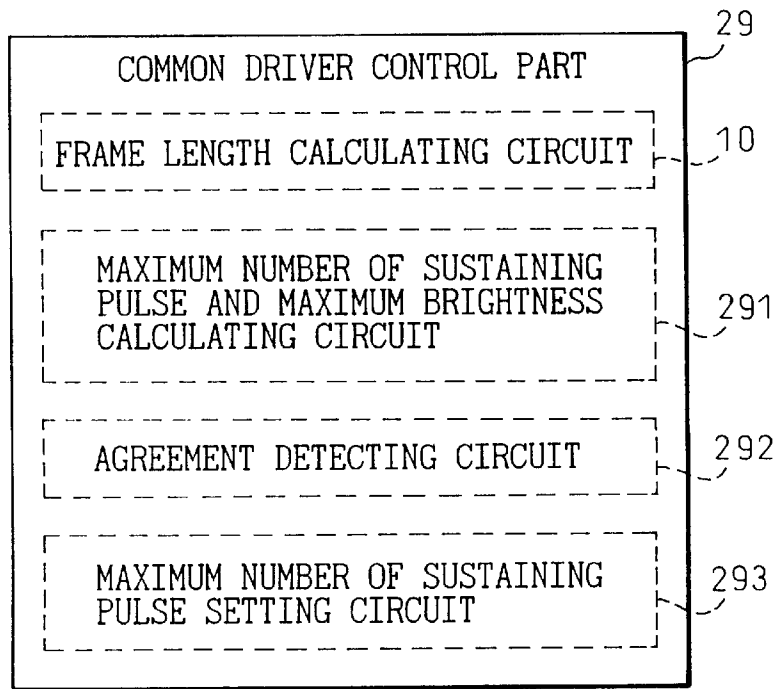 29
COMMON DRIVER CONTROL PART
FRAME LENGTH CALCULATING CIRCUIT
10
MAXIMUM NUMBER OF SUSTAINING
PULSE AND MAXIMUM BRIGHTNESS
CALCULATING CIRCUIT
291
AGREEMENT DETECTING CIRCUIT
292
MAXIMUM NUMBER OF SUSTAINING
PULSE SETTING CIRCUIT
293